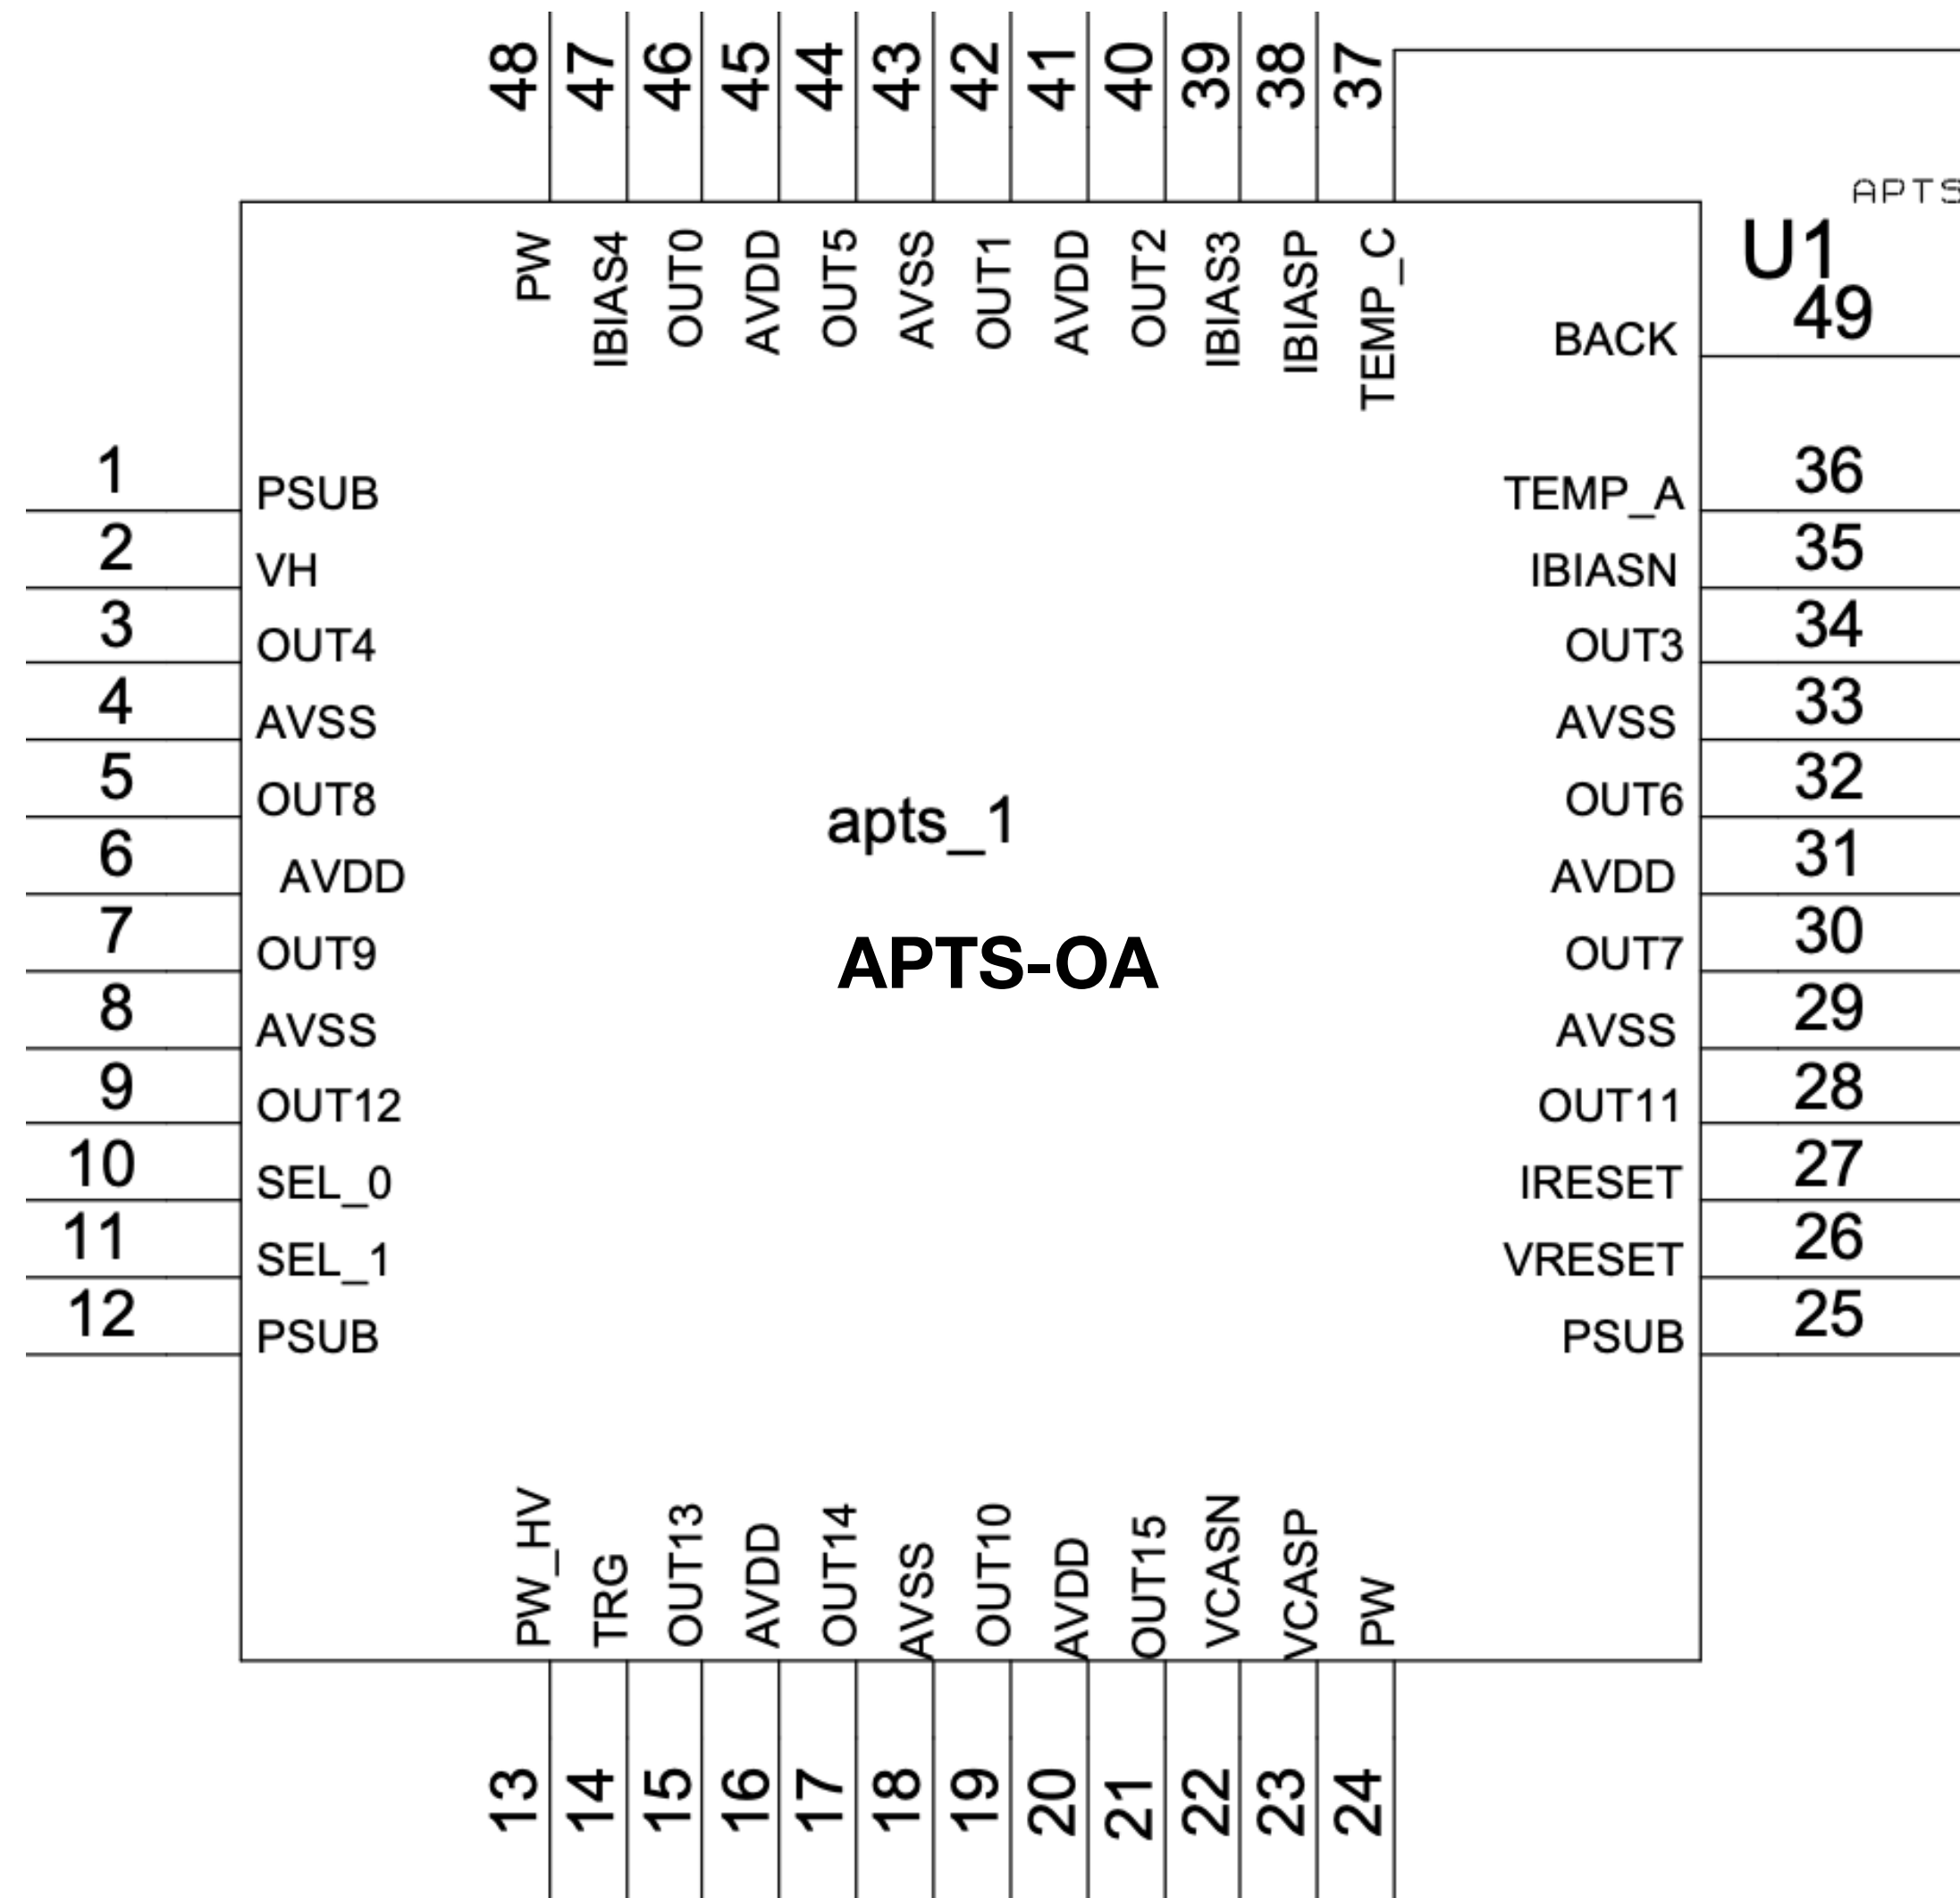 48 47 46 45 44 43 42 41 40 39 38 37
APTS
PW IBIAS4 OUT0 AVDD OUT5 AVSS OUT1 AVDD OUT2 IBIAS3 IBIASP TEMP_C
U1
BACK 49
1 PSUB TEMP_A 36
2 VH IBIASN 35
3 OUT4 OUT3 34
4 AVSS AVSS 33
5 OUT8 OUT6 32
apts_1
6 AVDD AVDD 31
7 OUT9 OUT7 30
APTS-OA
8 AVSS AVSS 29
9 OUT12 OUT11 28
10 SEL_0 IRESET 27
11 SEL_1 VRESET 26
12 PSUB PSUB 25
PW_HV TRG OUT13 AVDD OUT14 AVSS OUT10 AVDD OUT15 VCASN VCASP PW
13 14 15 16 17 18 19 20 21 22 23 24